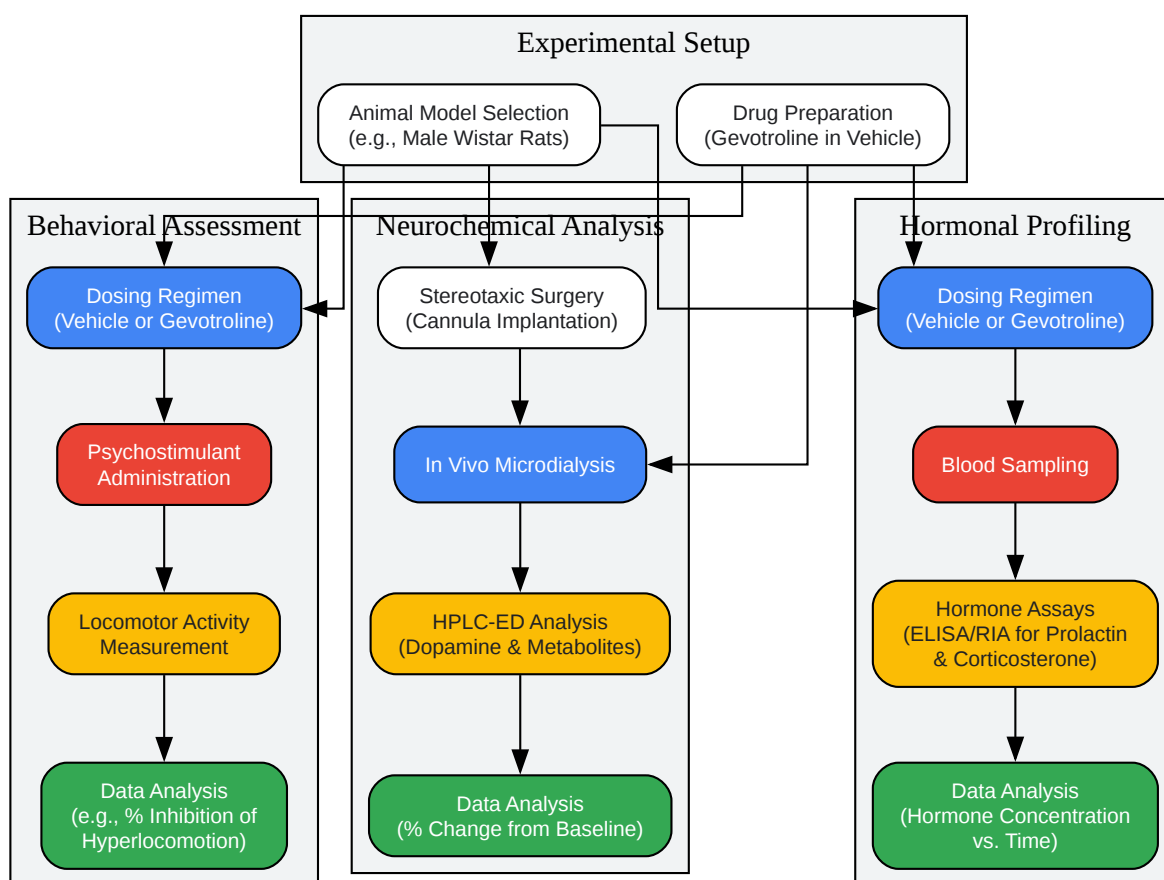 Experimental Setup
Animal Model Selection
(e.g., Male Wistar Rats)
Drug Preparation
(Gevotroline in Vehicle)
Behavioral Assessment
Dosing Regimen
(Vehicle or Gevotroline)
Psychostimulant
Administration
Locomotor Activity
Measurement
Data Analysis
(e.g., % Inhibition of
Hyperlocomotion)
Neurochemical Analysis
Stereotaxic Surgery
(Cannula Implantation)
In Vivo Microdialysis
HPLC-ED Analysis
(Dopamine & Metabolites)
Data Analysis
(% Change from Baseline)
Hormonal Profiling
Dosing Regimen
(Vehicle or Gevotroline)
Blood Sampling
Hormone Assays
(ELISA/RIA for Prolactin
& Corticosterone)
Data Analysis
(Hormone Concentration
vs. Time)